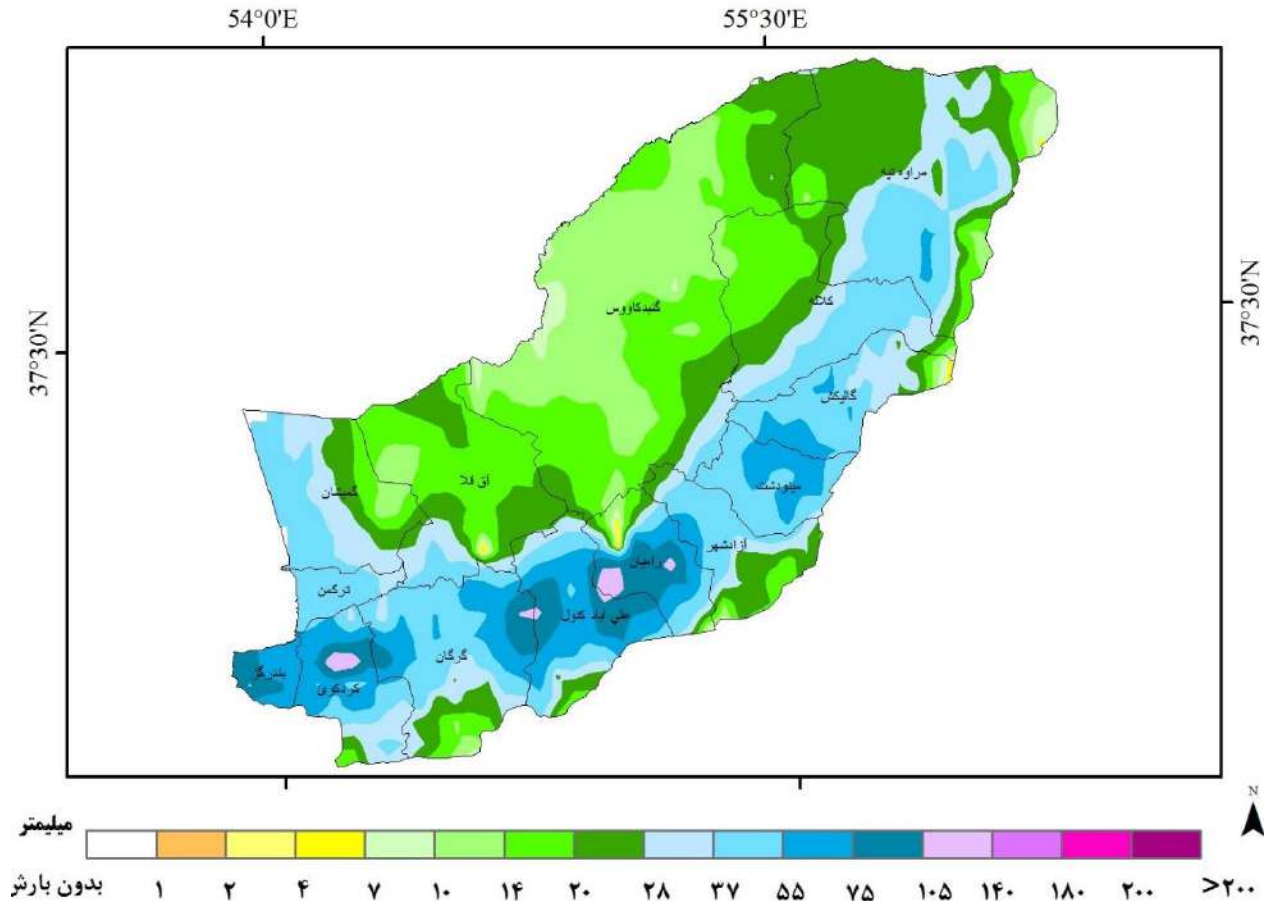 54°0'E 55°30'E
مراوه تپه
37°30'N
کلاله
گنبدکاووس
37°30'N
گالیکش
آق قلا
گمیشان
مینودشت
آزادشهر
رامیان
ترکمن
علي آباد کتول
گرگان
بندرگز
کردکوی
N
میلیمتر
بدون بارش ۱ ۲ ۴ ۷ ۱۰ ۱۴ ۲۰ ۲۸ ۳۷ ۵۵ ۷۵ ۱۰۵ ۱۴۰ ۱۸۰ ۲۰۰ >۲۰۰